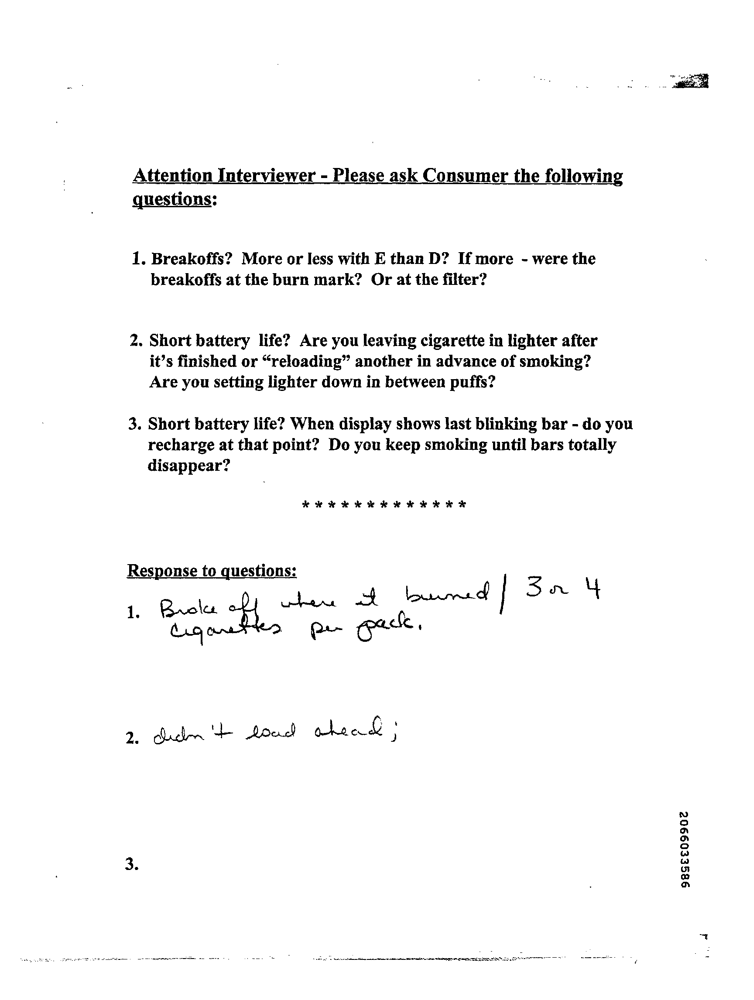 Attention Interviewer - Please ask Consumer the following
questions:
1. Breakoffs? More or less with E than D? If more - were the
breakoffs at the burn mark? Or at the filter?
2. Short battery life? Are you leaving cigarette in lighter after
it's finished or “reloading” another in advance of smoking?
Are you setting lighter down in between puffs?
3. Short battery life? When display shows last blinking bar - do you
recharge at that point? Do you keep smoking until bars totally
disappear?
* * * * * * * * * * * * *
Response to questions:
1. Broke off where it burned / 3 or 4
cigarettes per pack.
2. didn't load ahead;
3.
2066033586